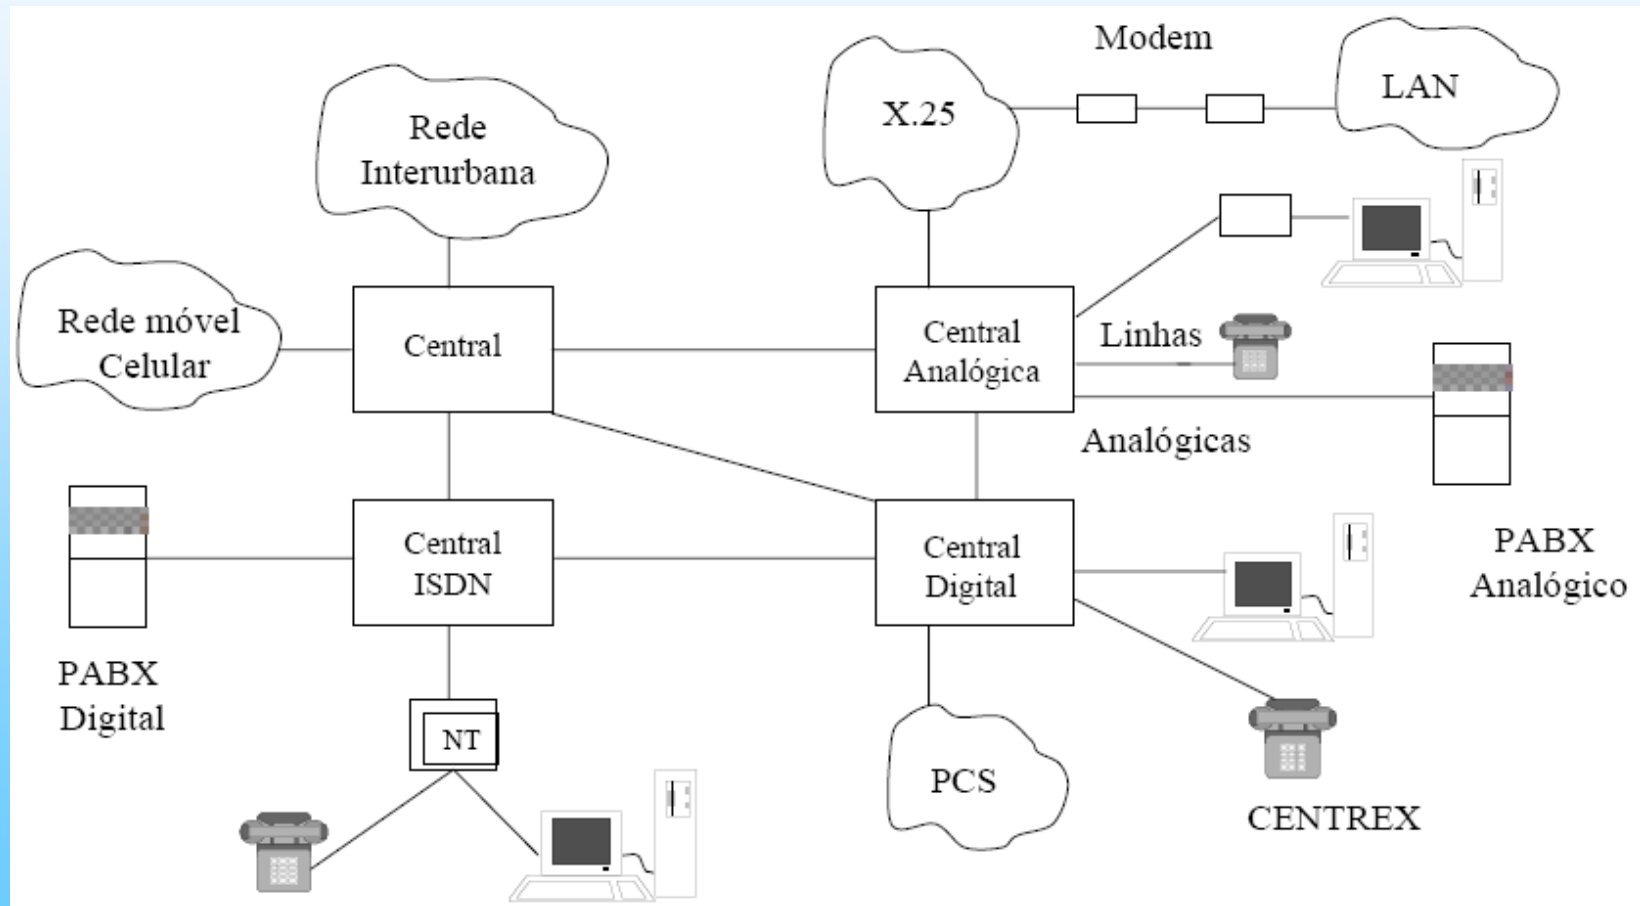 Modem
LAN
X.25
Rede
Interurbana
Rede móvel
Celular
Central
Central
Analógica
Linhas
Analógicas
PABX
Analógico
Central
ISDN
Central
Digital
PABX
Digital
NT
PCS
CENTREX